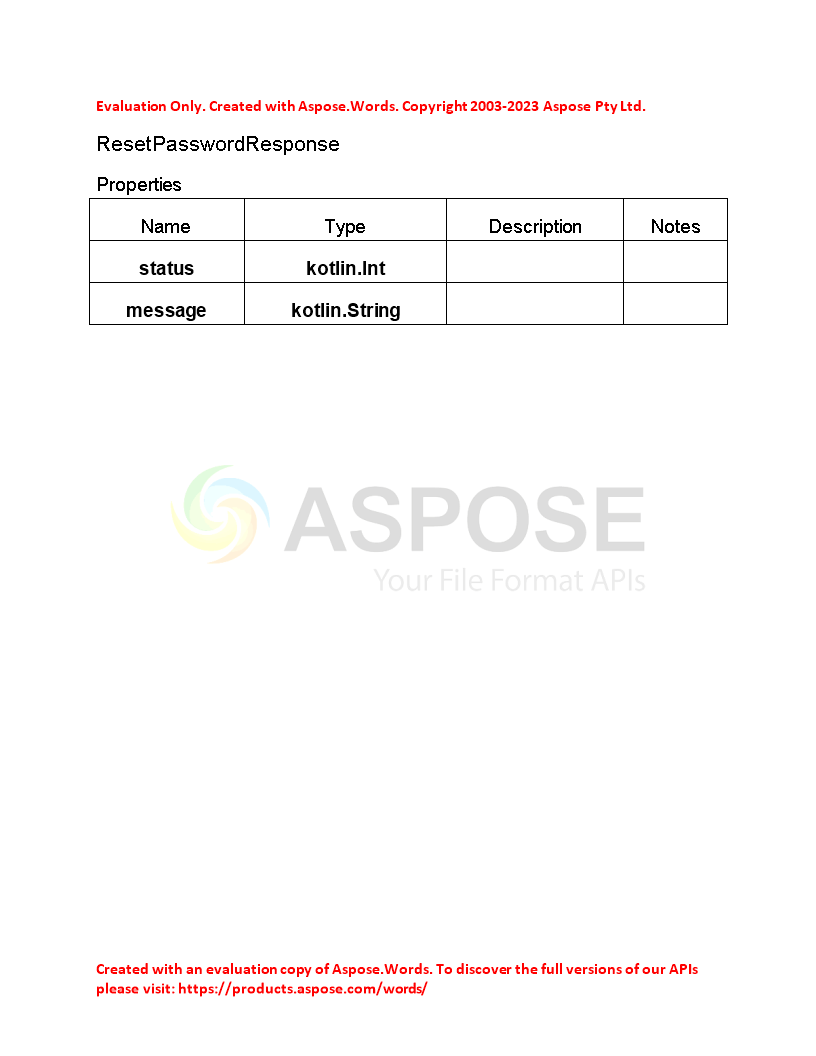 Evaluation Only. Created with Aspose.Words. Copyright 2003-2023 Aspose Pty Ltd.
ResetPasswordResponse
Properties
Name Type Description Notes
status kotlin.Int
message kotlin.String
ASPOSE
Your File Format APIs
Created with an evaluation copy of Aspose.Words. To discover the full versions of our APIs
please visit: https://products.aspose.com/words/